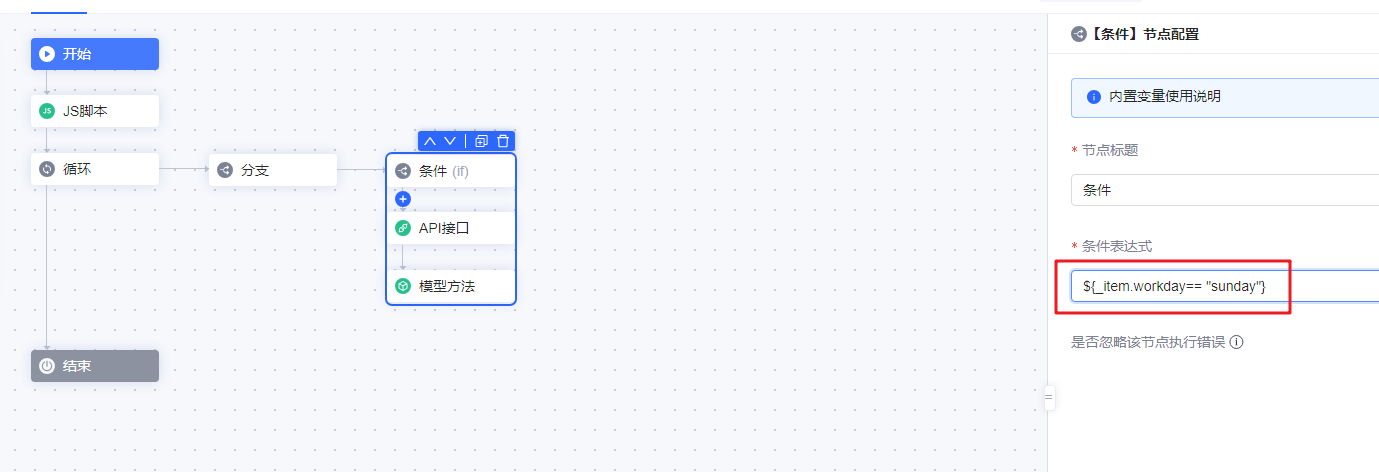 开始
JS脚本
循环
分支
条件 (if)
API接口
模型方法
结束
【条件】节点配置
内置变量使用说明
* 节点标题
条件
* 条件表达式
${_item.workday== "sunday"}
是否忽略该节点执行错误